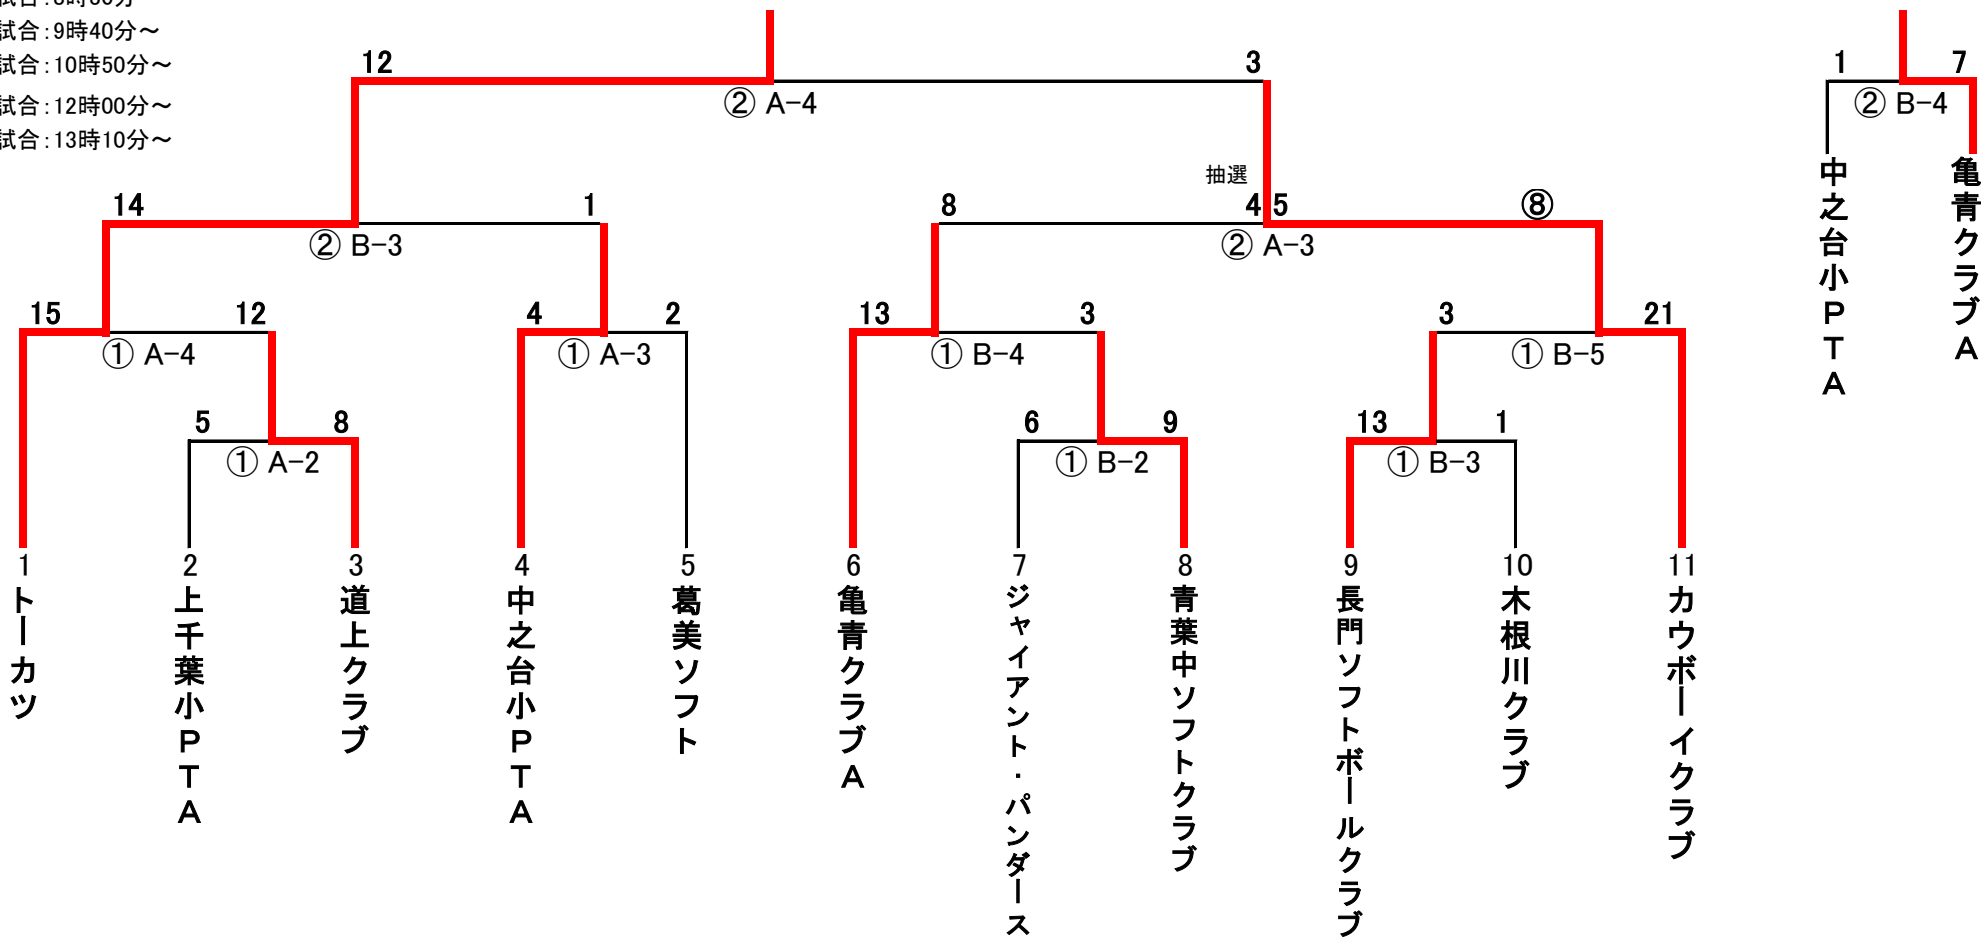 試合:9時40分～
試合:10時50分～
試合:12時00分～
試合:13時10分～
12
3
② A-4
1
7
② B-4
中之台小PTA
亀青クラブA
抽選
14
1
② B-3
8
4
5
⑧
② A-3
15
12
① A-4
4
2
① A-3
13
3
① B-4
3
21
① B-5
5
8
① A-2
6
9
① B-2
13
1
① B-3
1
トーカツ
2
上千葉小PTA
3
道上クラブ
4
中之台小PTA
5
葛美ソフト
6
亀青クラブA
7
ジャイアント・パンダース
8
青葉中ソフトクラブ
9
長門ソフトボールクラブ
10
木根川クラブ
11
カウボーイクラブ